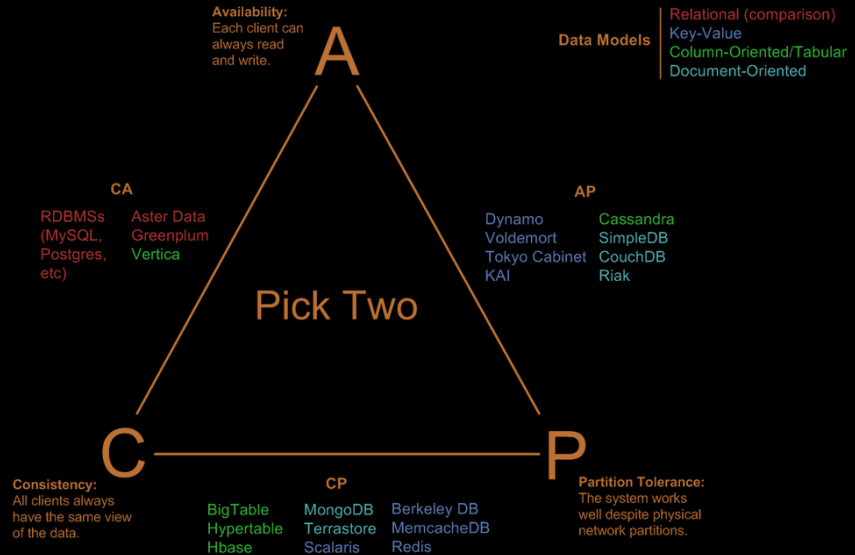 Availability:
Each client can
always read
and write.
A
Data Models
Relational (comparison)
Key-Value
Column-Oriented/Tabular
Document-Oriented
CA
RDBMSs
(MySQL,
Postgres,
etc)
Aster Data
Greenplum
Vertica
AP
Dynamo
Voldemort
Tokyo Cabinet
KAI
Cassandra
SimpleDB
CouchDB
Riak
Pick Two
C
Consistency:
All clients always
have the same view
of the data.
P
Partition Tolerance:
The system works
well despite physical
network partitions.
CP
BigTable
Hypertable
Hbase
MongoDB
Terrastore
Scalaris
Berkeley DB
MemcacheDB
Redis